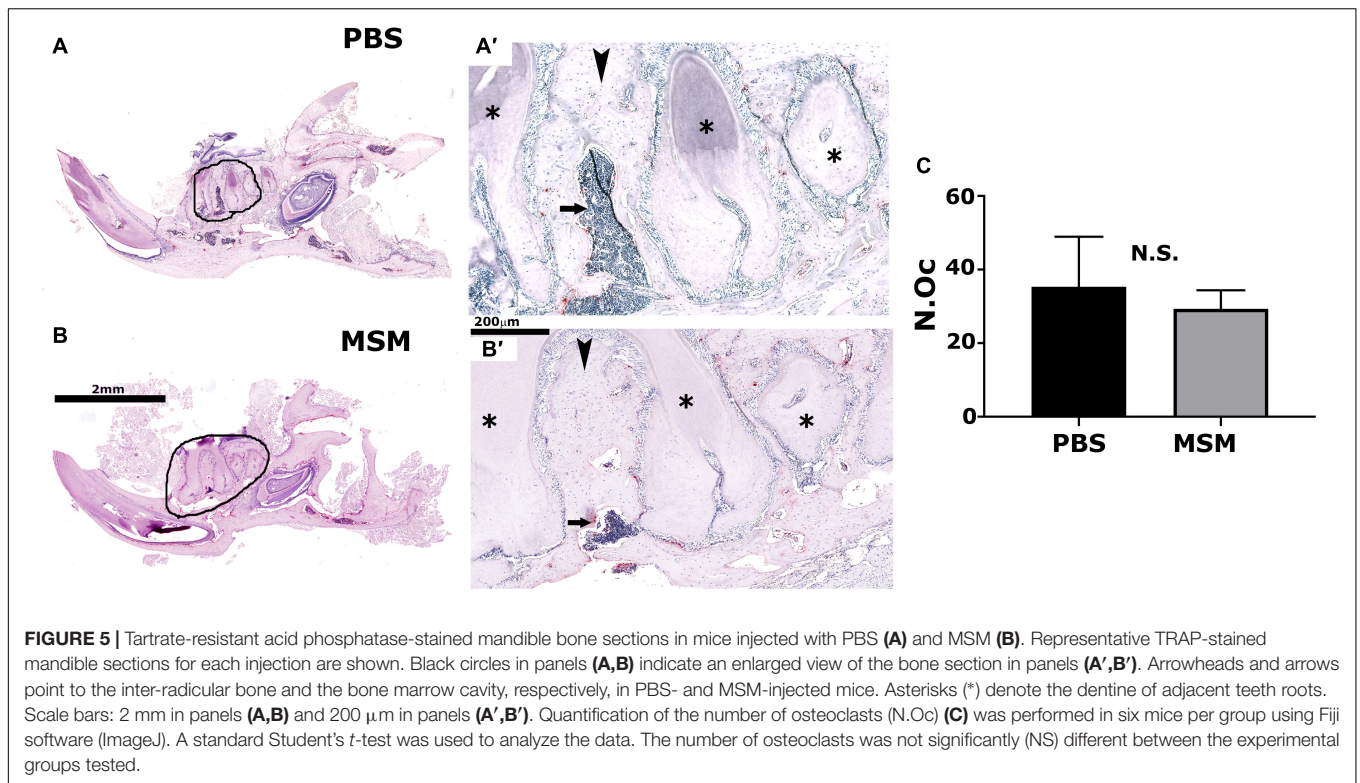 A
PBS
A′
*
*
*
200μm
B
MSM
2mm
B′
*
*
*
C
60
40
20
0
N.Oc
N.S.
PBS
MSM
FIGURE 5 | Tartrate-resistant acid phosphatase-stained mandible bone sections in mice injected with PBS (A) and MSM (B). Representative TRAP-stained
mandible sections for each injection are shown. Black circles in panels (A,B) indicate an enlarged view of the bone section in panels (A′,B′). Arrowheads and arrows
point to the inter-radicular bone and the bone marrow cavity, respectively, in PBS- and MSM-injected mice. Asterisks (*) denote the dentine of adjacent teeth roots.
Scale bars: 2 mm in panels (A,B) and 200 μm in panels (A′,B′). Quantification of the number of osteoclasts (N.Oc) (C) was performed in six mice per group using Fiji
software (ImageJ). A standard Student's t-test was used to analyze the data. The number of osteoclasts was not significantly (NS) different between the experimental
groups tested.